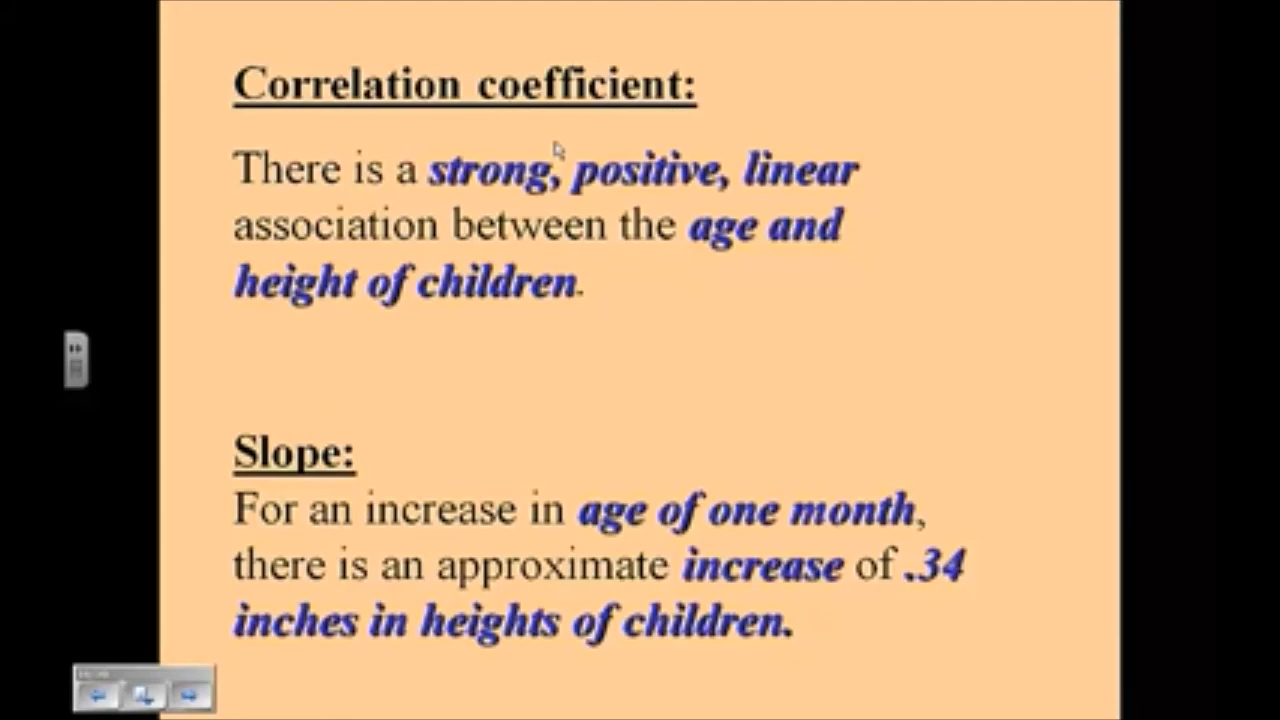 Correlation coefficient:
There is a strong, positive, linear
association between the age and
height of children.
Slope:
For an increase in age of one month,
there is an approximate increase of .34
inches in heights of children.